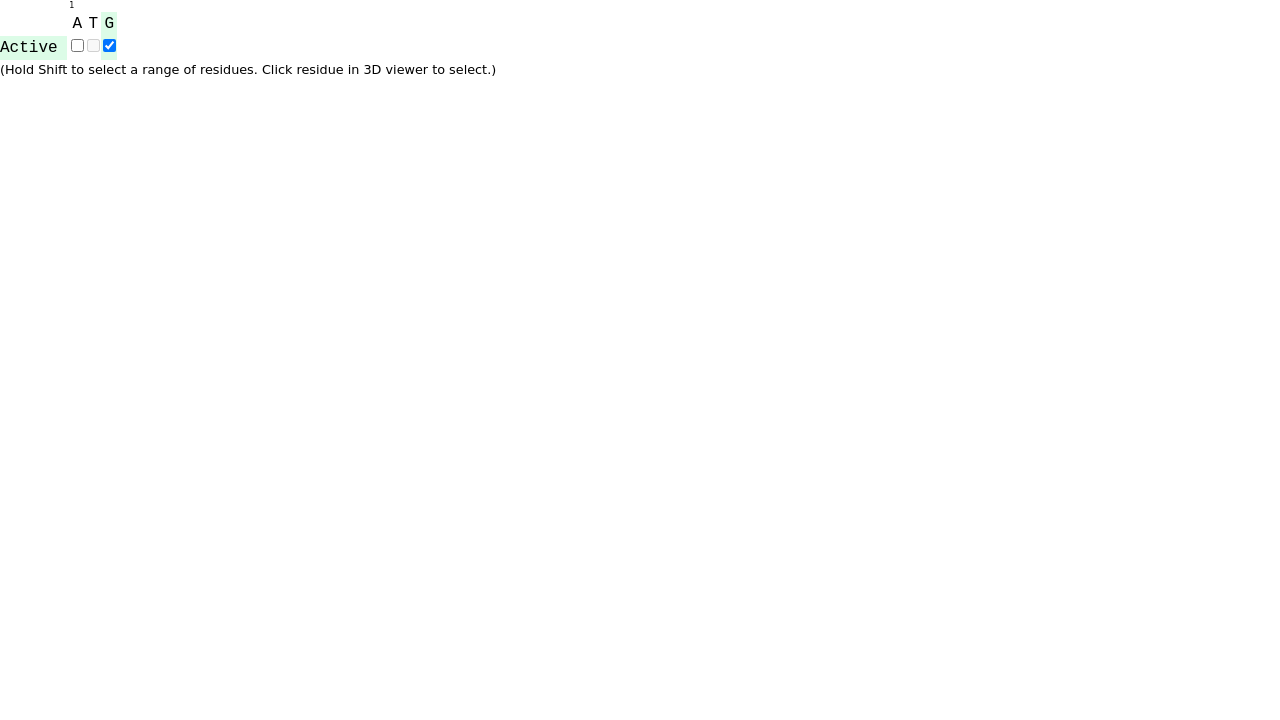 1
A T G
Active
(Hold Shift to select a range of residues. Click residue in 3D viewer to select.)